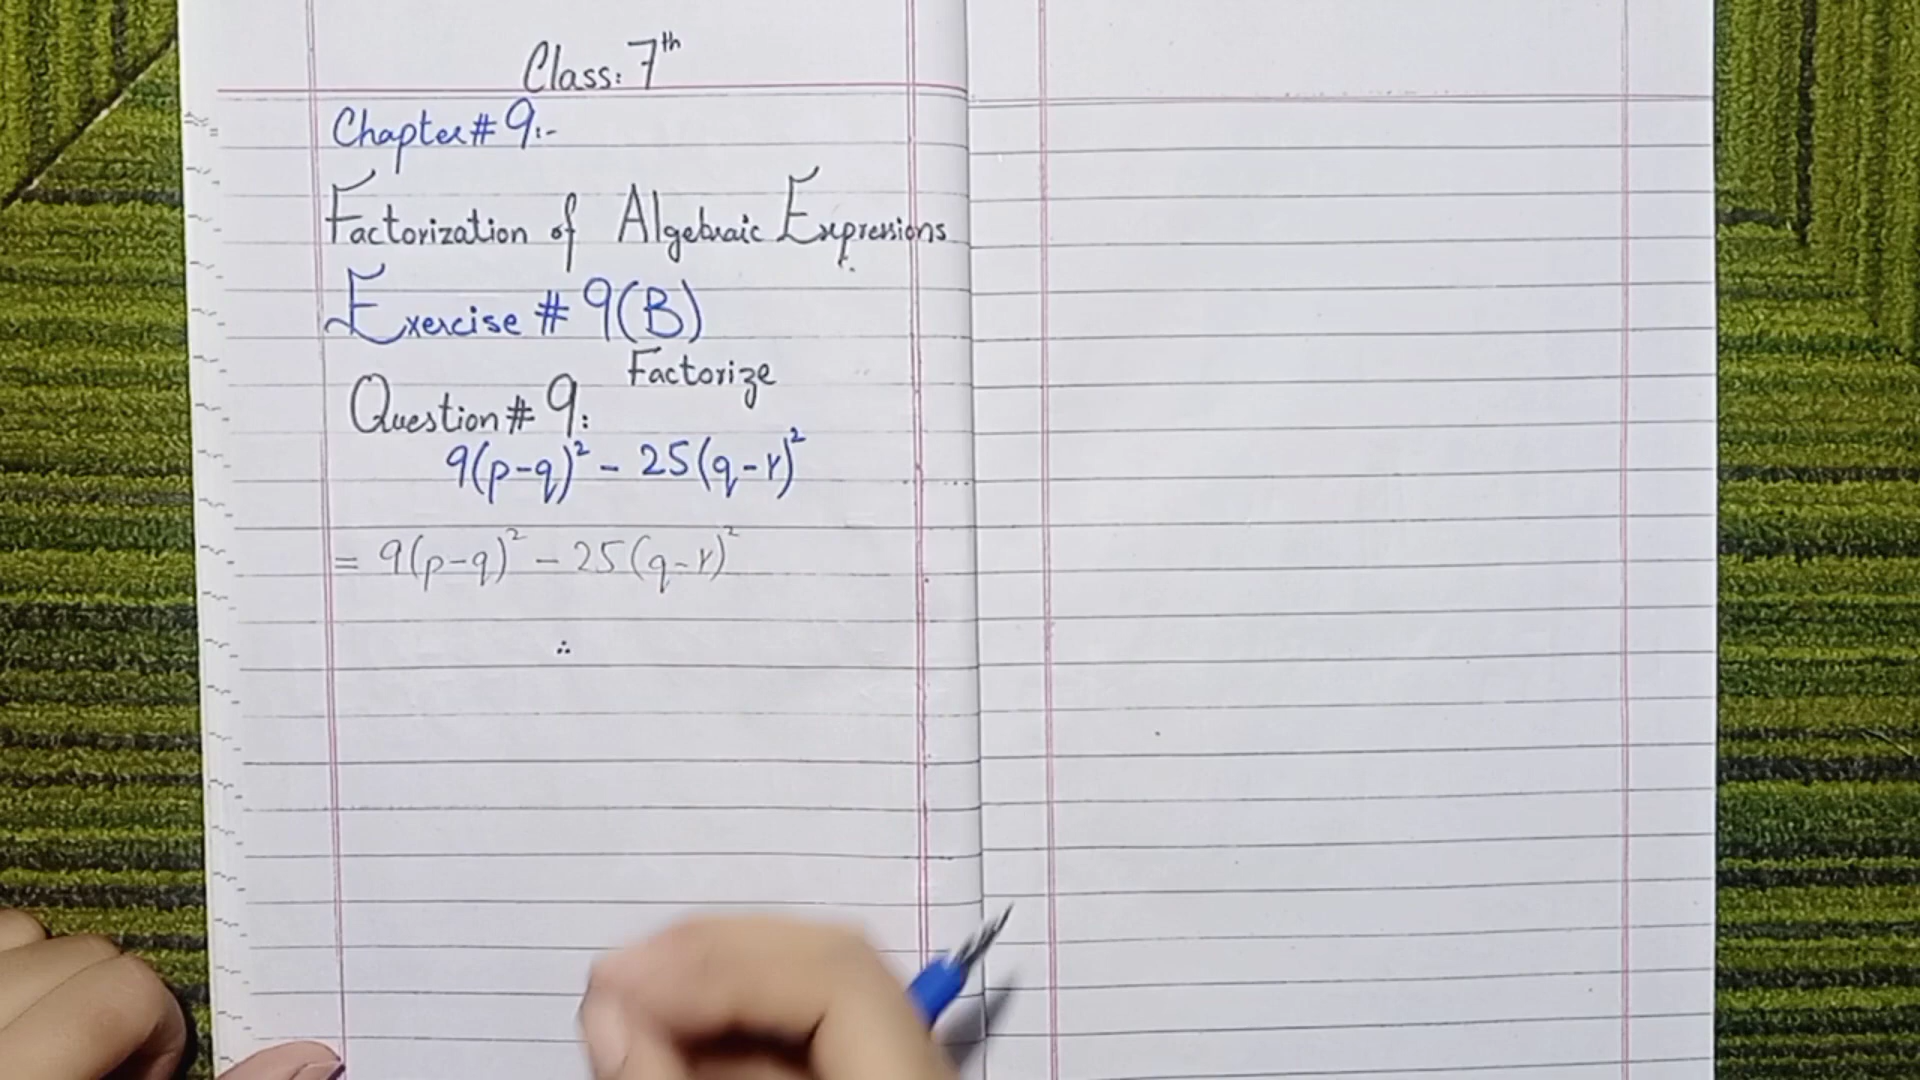 Class: 7th
Chapter # 9:-
Factorization of Algebraic Expressions
Exercise # 9(B)
Factorize
Question # 9:
9(p-q)² - 25(q-r)²
= 9(p-q)² - 25(q-r)²
∴